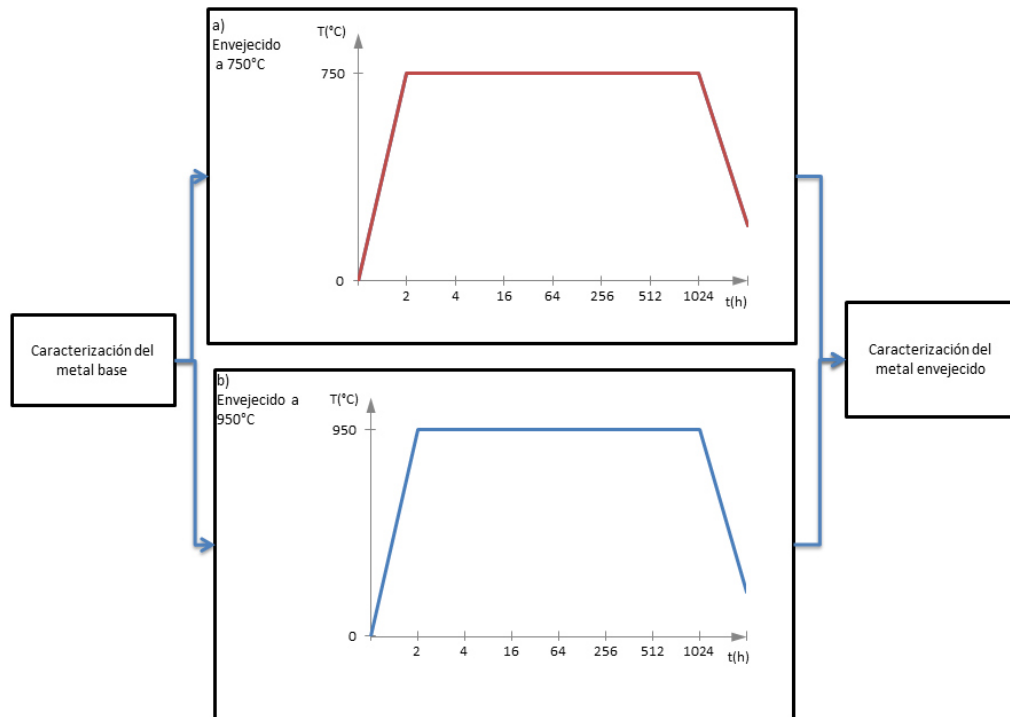 a)
Envejecido
a 750°C
T(°C)
750
0
2 4 16 64 256 512 1024
t(h)
Caracterización del
metal base
Caracterización del
metal envejecido
b)
Envejecido a
950°C
T(°C)
950
0
2 4 16 64 256 512 1024
t(h)